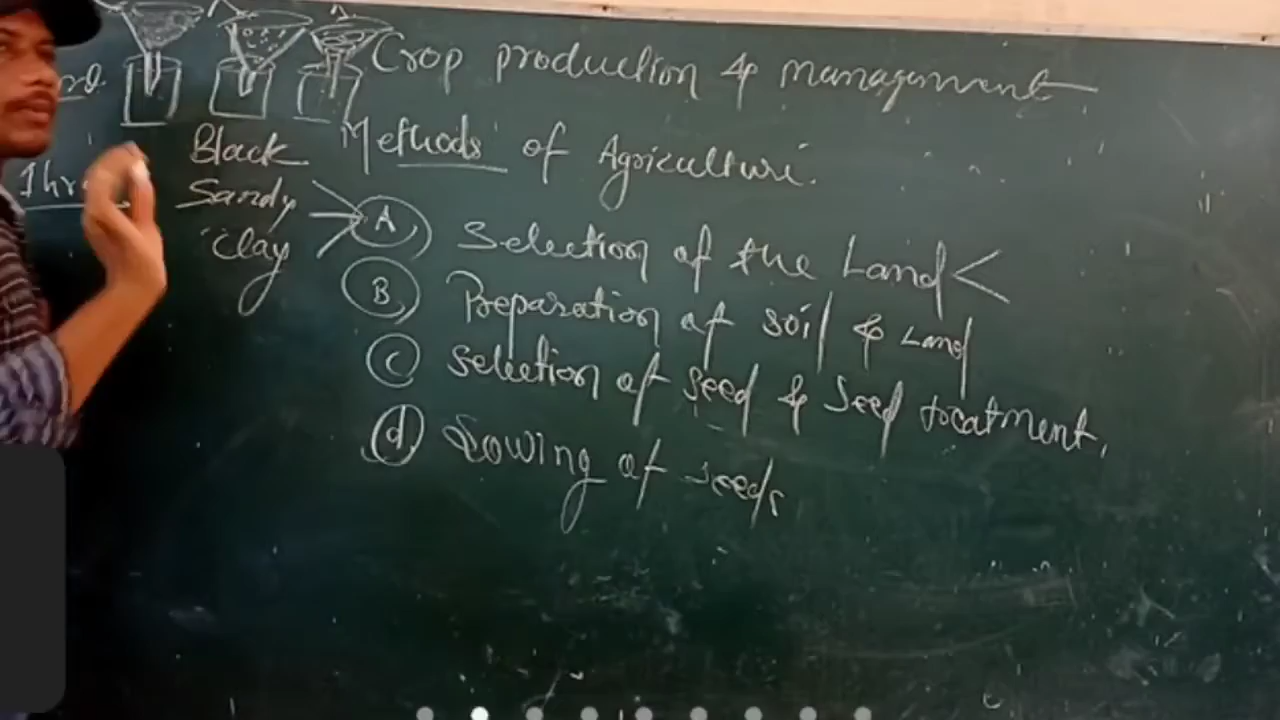 Crop production & management
Methods of Agriculture.
Black
Sandy
Clay
A Selection of the Land <
B Preparation of soil & Land
C Selection of seed & seed treatment,
d Sowing of seeds
1hr